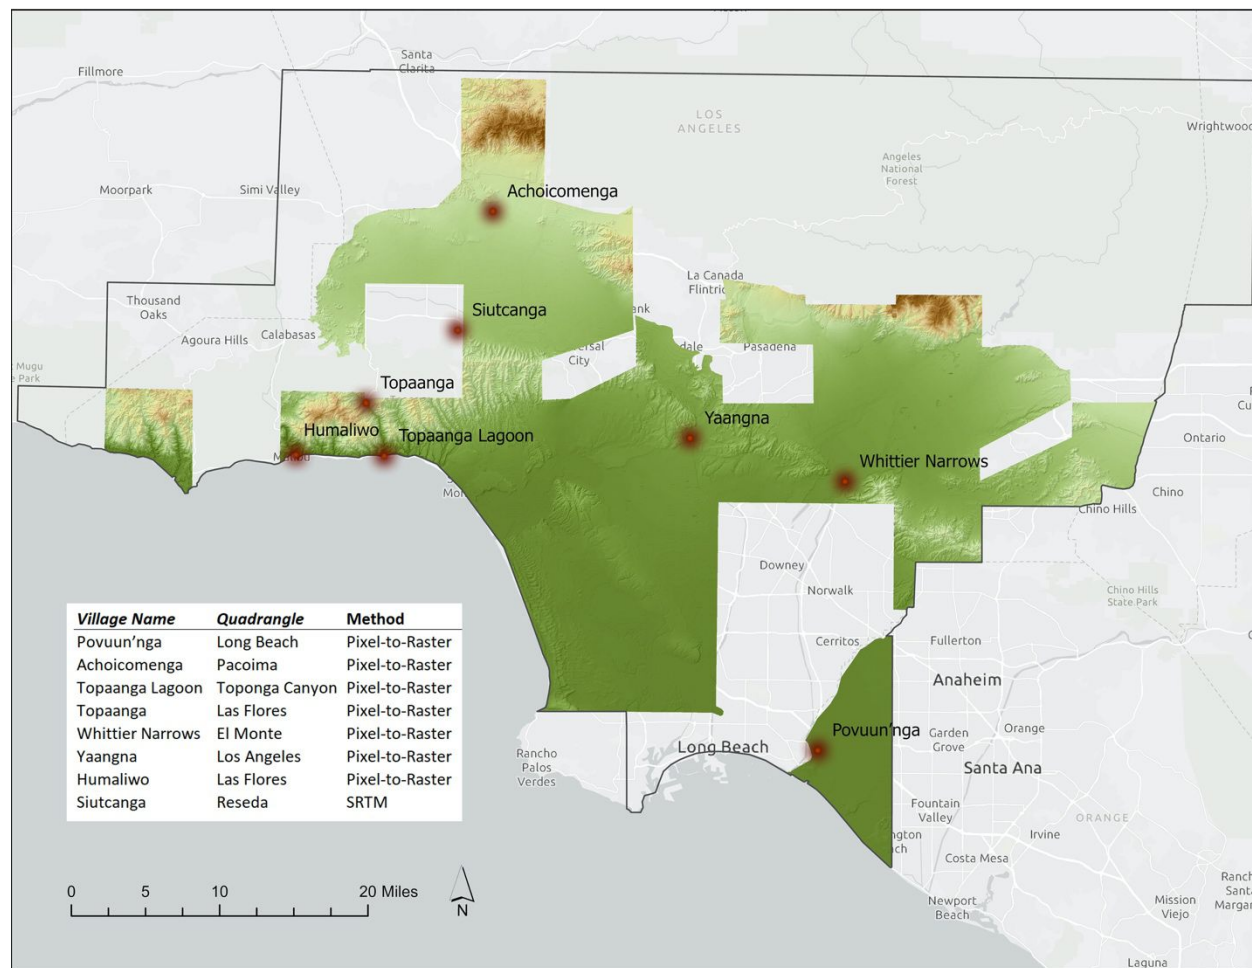 Santa
Clarita
Fillmore
LOS
ANGELES
Wrightwood
Angeles
National
Forest
Moorpark
Simi Valley
Achoicomenga
La Canada
Flintric
Thousand
Oaks
Siutcanga
Calabasas
Agoura Hills
City
Pasadena
Mugu
Park
Topaanga
Yaangna
Humaliwo
Topaanga Lagoon
Ontario
Whittier Narrows
Chino
Chino Hills
Downey
Norwalk
Chino Hills
State Park
Cerritos
Fullerton
Anaheim
Povuun'nga
Garden
Grove
Orange
Long Beach
Rancho
Palos
Verdes
Santa Ana
Fountain
Valley
ORANGE
Irvine
Costa Mesa
Newport
Beach
Mission
Viejo
Laguna
Village Name Quadrangle Method
Povuun'nga Long Beach Pixel-to-Raster
Achoicomenga Pacoima Pixel-to-Raster
Topaanga Lagoon Toponga Canyon Pixel-to-Raster
Topaanga Las Flores Pixel-to-Raster
Whittier Narrows El Monte Pixel-to-Raster
Yaangna Los Angeles Pixel-to-Raster
Humaliwo Las Flores Pixel-to-Raster
Siutcanga Reseda SRTM
0 5 10 20 Miles
N